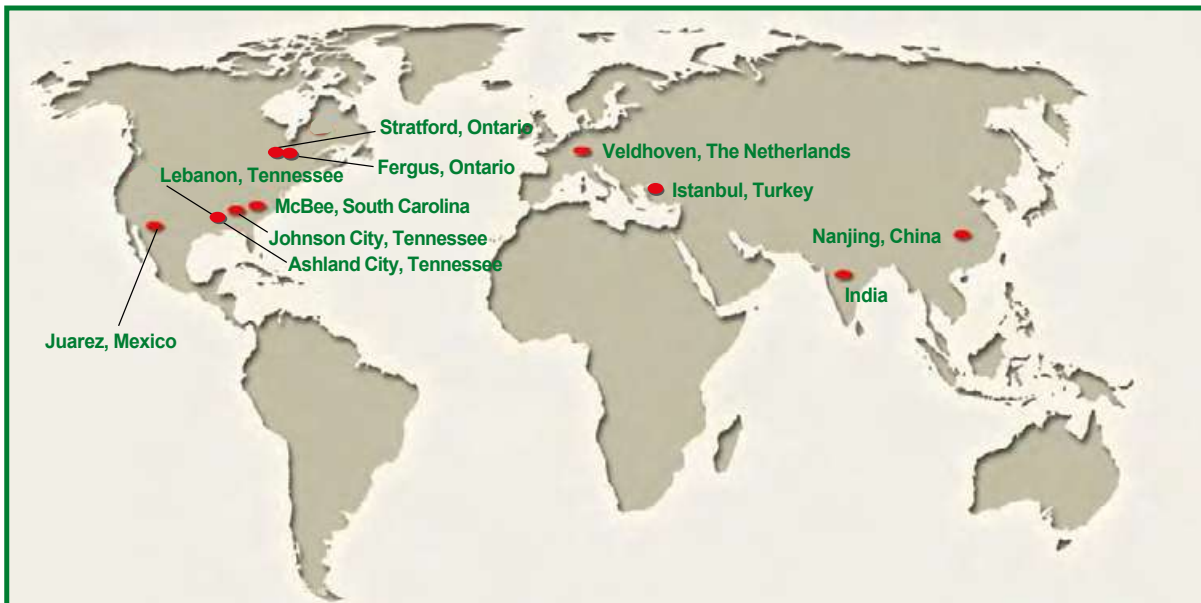 Stratford, Ontario
Veldhoven, The Netherlands
Fergus, Ontario
Lebanon, Tennessee
Istanbul, Turkey
McBee, South Carolina
Nanjing, China
Johnson City, Tennessee
Ashland City, Tennessee
India
Juarez, Mexico